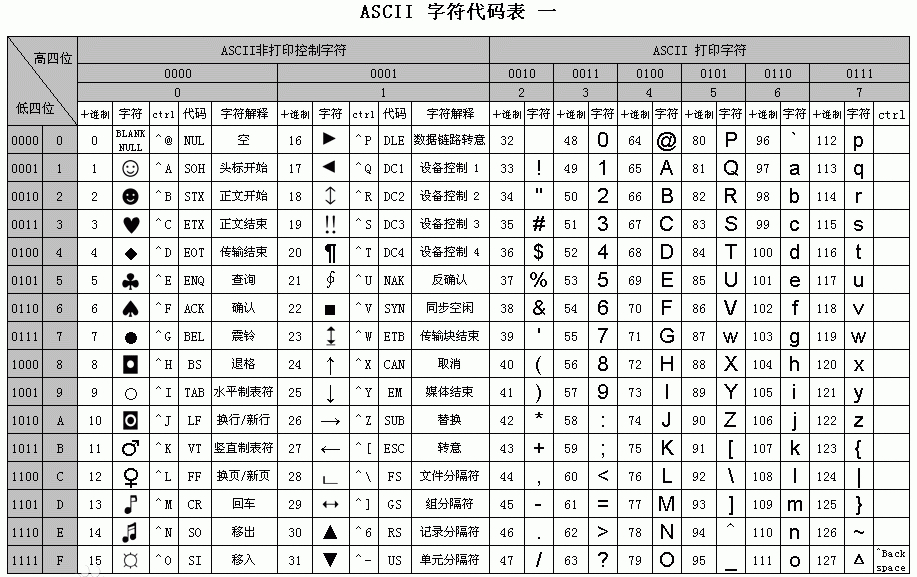 ASCII 字符代码表 一
高四位 ASCII非打印控制字符 ASCII 打印字符
0000 0001 0010 0011 0100 0101 0110 0111
低四位 0 1 2 3 4 5 6 7
十进制 字符 ctrl 代码 字符解释 十进制 字符 ctrl 代码 字符解释 十进制 字符 十进制 字符 十进制 字符 十进制 字符 十进制 字符 十进制 字符 ctrl
0000 0 0 BLANK NULL ^@ NUL 空 16 ► ^P DLE 数据链路转意 32 48 0 64 @ 80 P 96 ` 112 p
0001 1 1 ☺ ^A SOH 头标开始 17 ◄ ^Q DC1 设备控制 1 33 ! 49 1 65 A 81 Q 97 a 113 q
0010 2 2 ☻ ^B STX 正文开始 18 ↕ ^R DC2 设备控制 2 34 " 50 2 66 B 82 R 98 b 114 r
0011 3 3 ♥ ^C ETX 正文结束 19 ‼ ^S DC3 设备控制 3 35 # 51 3 67 C 83 S 99 c 115 s
0100 4 4 ◆ ^D EOT 传输结束 20 ¶ ^T DC4 设备控制 4 36 $ 52 4 68 D 84 T 100 d 116 t
0101 5 5 ♣ ^E ENQ 查询 21 ∮ ^U NAK 反确认 37 % 53 5 69 E 85 U 101 e 117 u
0110 6 6 ♠ ^F ACK 确认 22 ■ ^V SYN 同步空闲 38 & 54 6 70 F 86 V 102 f 118 v
0111 7 7 ● ^G BEL 震铃 23 ↨ ^W ETB 传输块结束 39 ' 55 7 71 G 87 w 103 g 119 w
1000 8 8 ◘ ^H BS 退格 24 ↑ ^X CAN 取消 40 ( 56 8 72 H 88 X 104 h 120 x
1001 9 9 ○ ^I TAB 水平制表符 25 ↓ ^Y EM 媒体结束 41 ) 57 9 73 I 89 Y 105 i 121 y
1010 A 10 ◙ ^J LF 换行/新行 26 → ^Z SUB 替换 42 * 58 : 74 J 90 Z 106 j 122 z
1011 B 11 ♂ ^K VT 竖直制表符 27 ← ^[ ESC 转意 43 + 59 ; 75 K 91 [ 107 k 123 {
1100 C 12 ♀ ^L FF 换页/新页 28 ∟ ^\ FS 文件分隔符 44 , 60 < 76 L 92 \ 108 l 124 |
1101 D 13 ♪ ^M CR 回车 29 ↔ ^] GS 组分隔符 45 - 61 = 77 M 93 ] 109 m 125 }
1110 E 14 ♫ ^N SO 移出 30 ▲ ^6 RS 记录分隔符 46 . 62 > 78 N 94 ^ 110 n 126 ~
1111 F 15 ☼ ^O SI 移入 31 ▼ ^- US 单元分隔符 47 / 63 ? 79 O 95 _ 111 o 127 Δ ^Back space